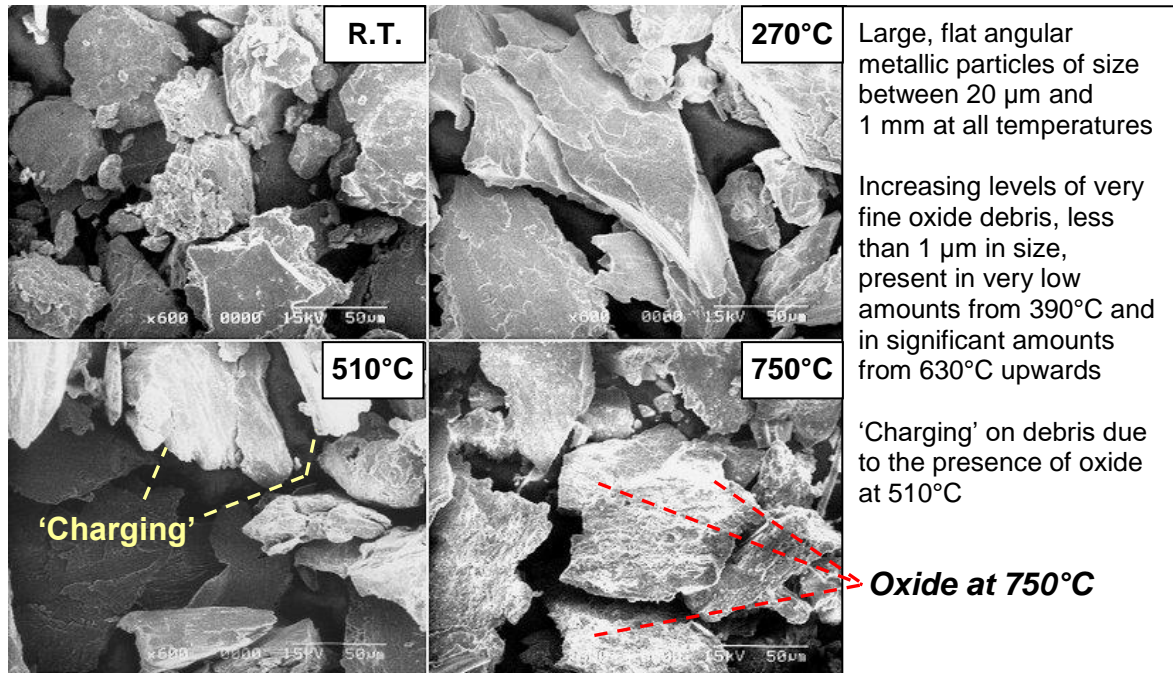 R.T.
x600 0000 15kV 50µm
270°C
x600 0000 15kV 50µm
510°C
‘Charging’
x600 0000 15kV 50µm
750°C
x600 0000 15kV 50µm
Large, flat angular
metallic particles of size
between 20 µm and
1 mm at all temperatures
Increasing levels of very
fine oxide debris, less
than 1 µm in size,
present in very low
amounts from 390°C and
in significant amounts
from 630°C upwards
‘Charging’ on debris due
to the presence of oxide
at 510°C
Oxide at 750°C